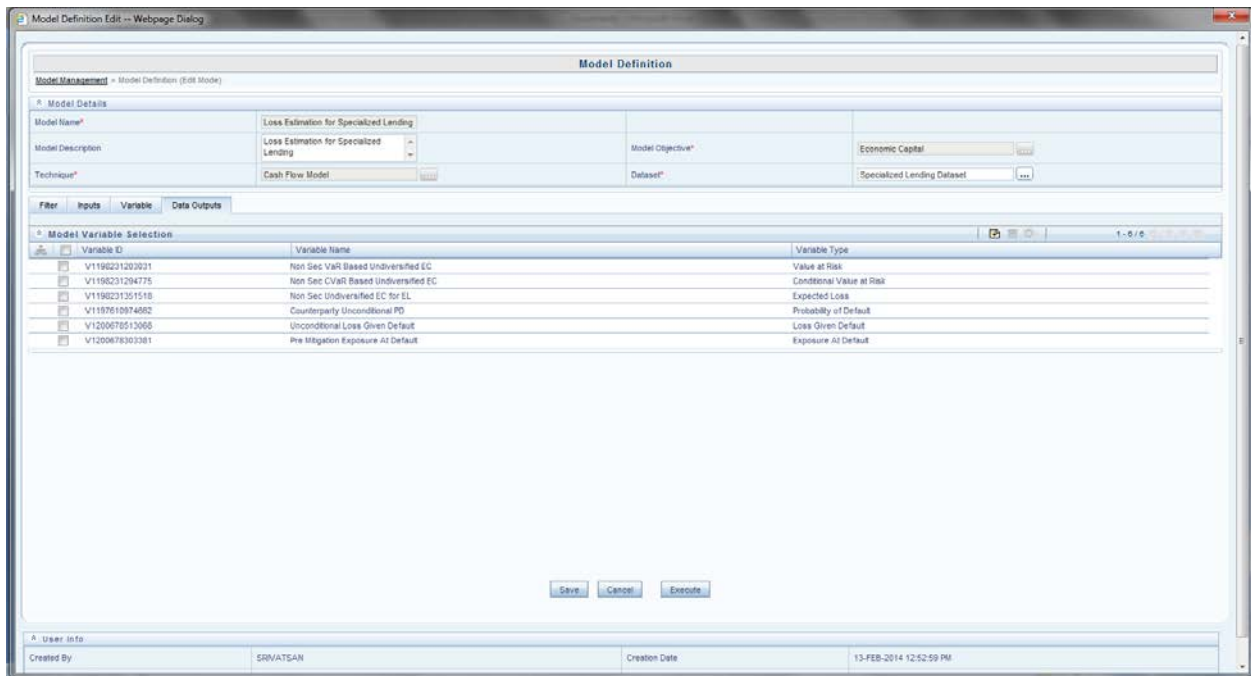 Model Definition Edit -- Webpage Dialog
Model Definition
Model Management » Model Definition (Edit Mode)
Model Details
Model Name* Loss Estimation for Specialized Lending
Model Description Loss Estimation for Specialized Lending Model Objective* Economic Capital
Technique* Cash Flow Model Dataset* Specialized Lending Dataset ...
Filter Inputs Variable Data Outputs
Model Variable Selection 1 - 6 / 6
Variable ID Variable Name Variable Type
V1198231203031 Non Sec VaR Based Undiversified EC Value at Risk
V1198231294775 Non Sec CVaR Based Undiversified EC Conditional Value at Risk
V1198231351518 Non Sec Undiversified EC for EL Expected Loss
V1197610974662 Counterparty Unconditional PD Probability of Default
V1200678513066 Unconditional Loss Given Default Loss Given Default
V1200678303381 Pre Mitigation Exposure At Default Exposure At Default
Save Cancel Execute
User Info
Created By SRIVATSAN Creation Date 13-FEB-2014 12:52:59 PM